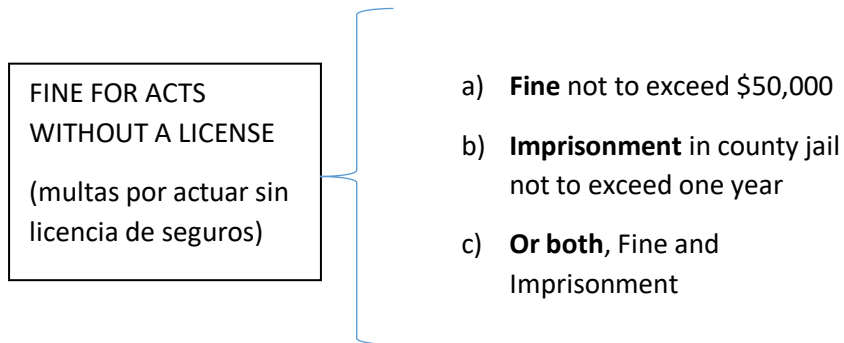 FINE FOR ACTS
WITHOUT A LICENSE
(multas por actuar sin
licencia de seguros)
a) Fine not to exceed $50,000
b) Imprisonment in county jail
not to exceed one year
c) Or both, Fine and
Imprisonment